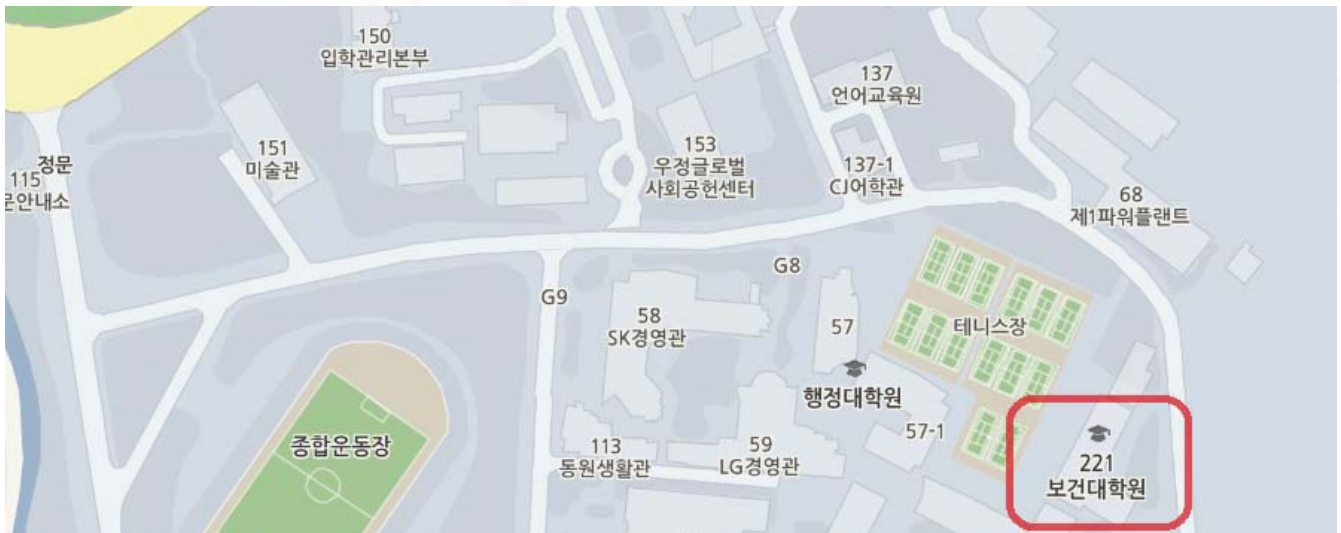 150
입학관리본부
137
언어교육원
151
미술관
153
우정글로벌
사회공헌센터
정문
115
문안내소
137-1
CJ어학관
68
제1파워플랜트
G8
G9
58
SK경영관
57
테니스장
행정대학원
종합운동장
113
동원생활관
59
LG경영관
57-1
221
보건대학원